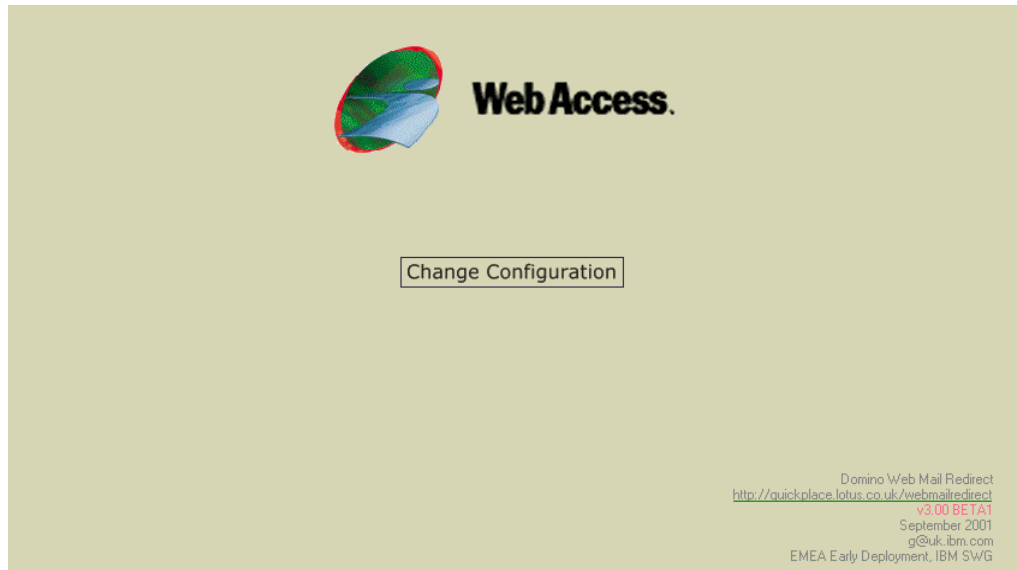 Web Access.
Change Configuration
Domino Web Mail Redirect
http://quickplace.lotus.co.uk/webmailredirect
v3.00 BETA1
September 2001
g@uk.ibm.com
EMEA Early Deployment, IBM SWG